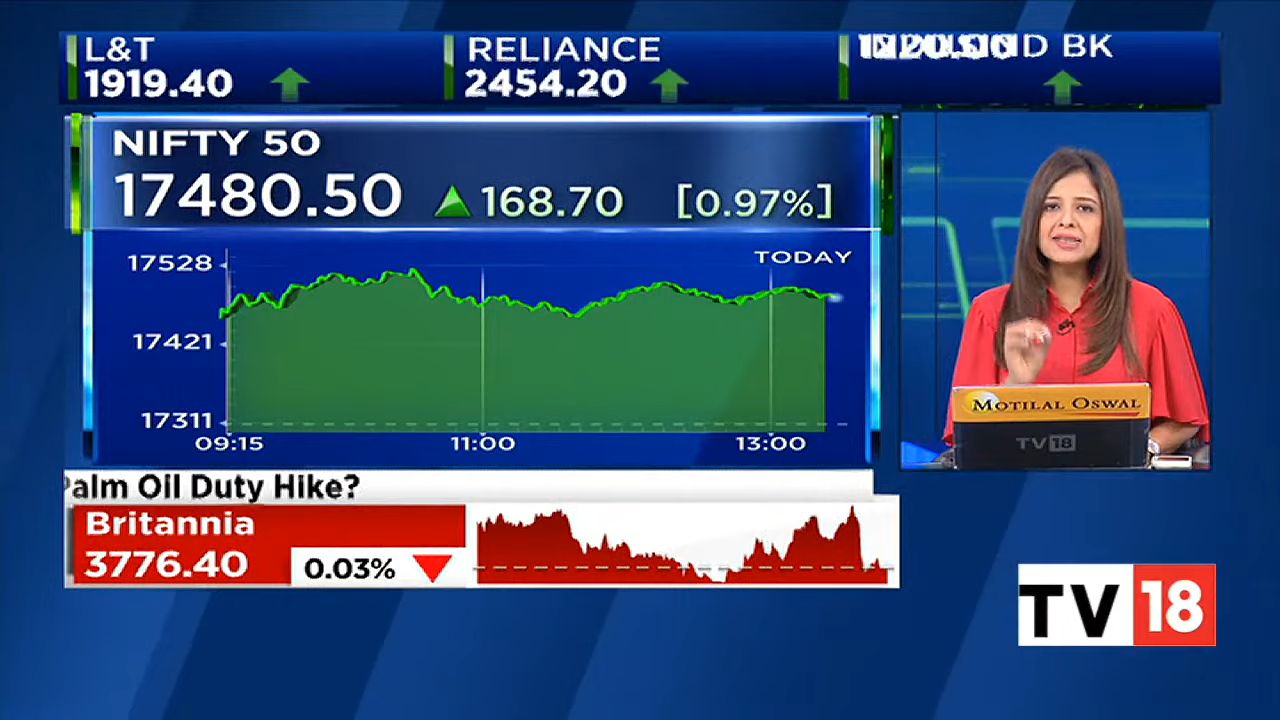 L&T
1919.40
RELIANCE
2454.20
BK
NIFTY 50
17480.50
168.70
[0.97%]
TODAY
17528
17421
17311
09:15
11:00
13:00
alm Oil Duty Hike?
Britannia
3776.40
0.03%
MOTILAL OSWAL
TV18
TV18